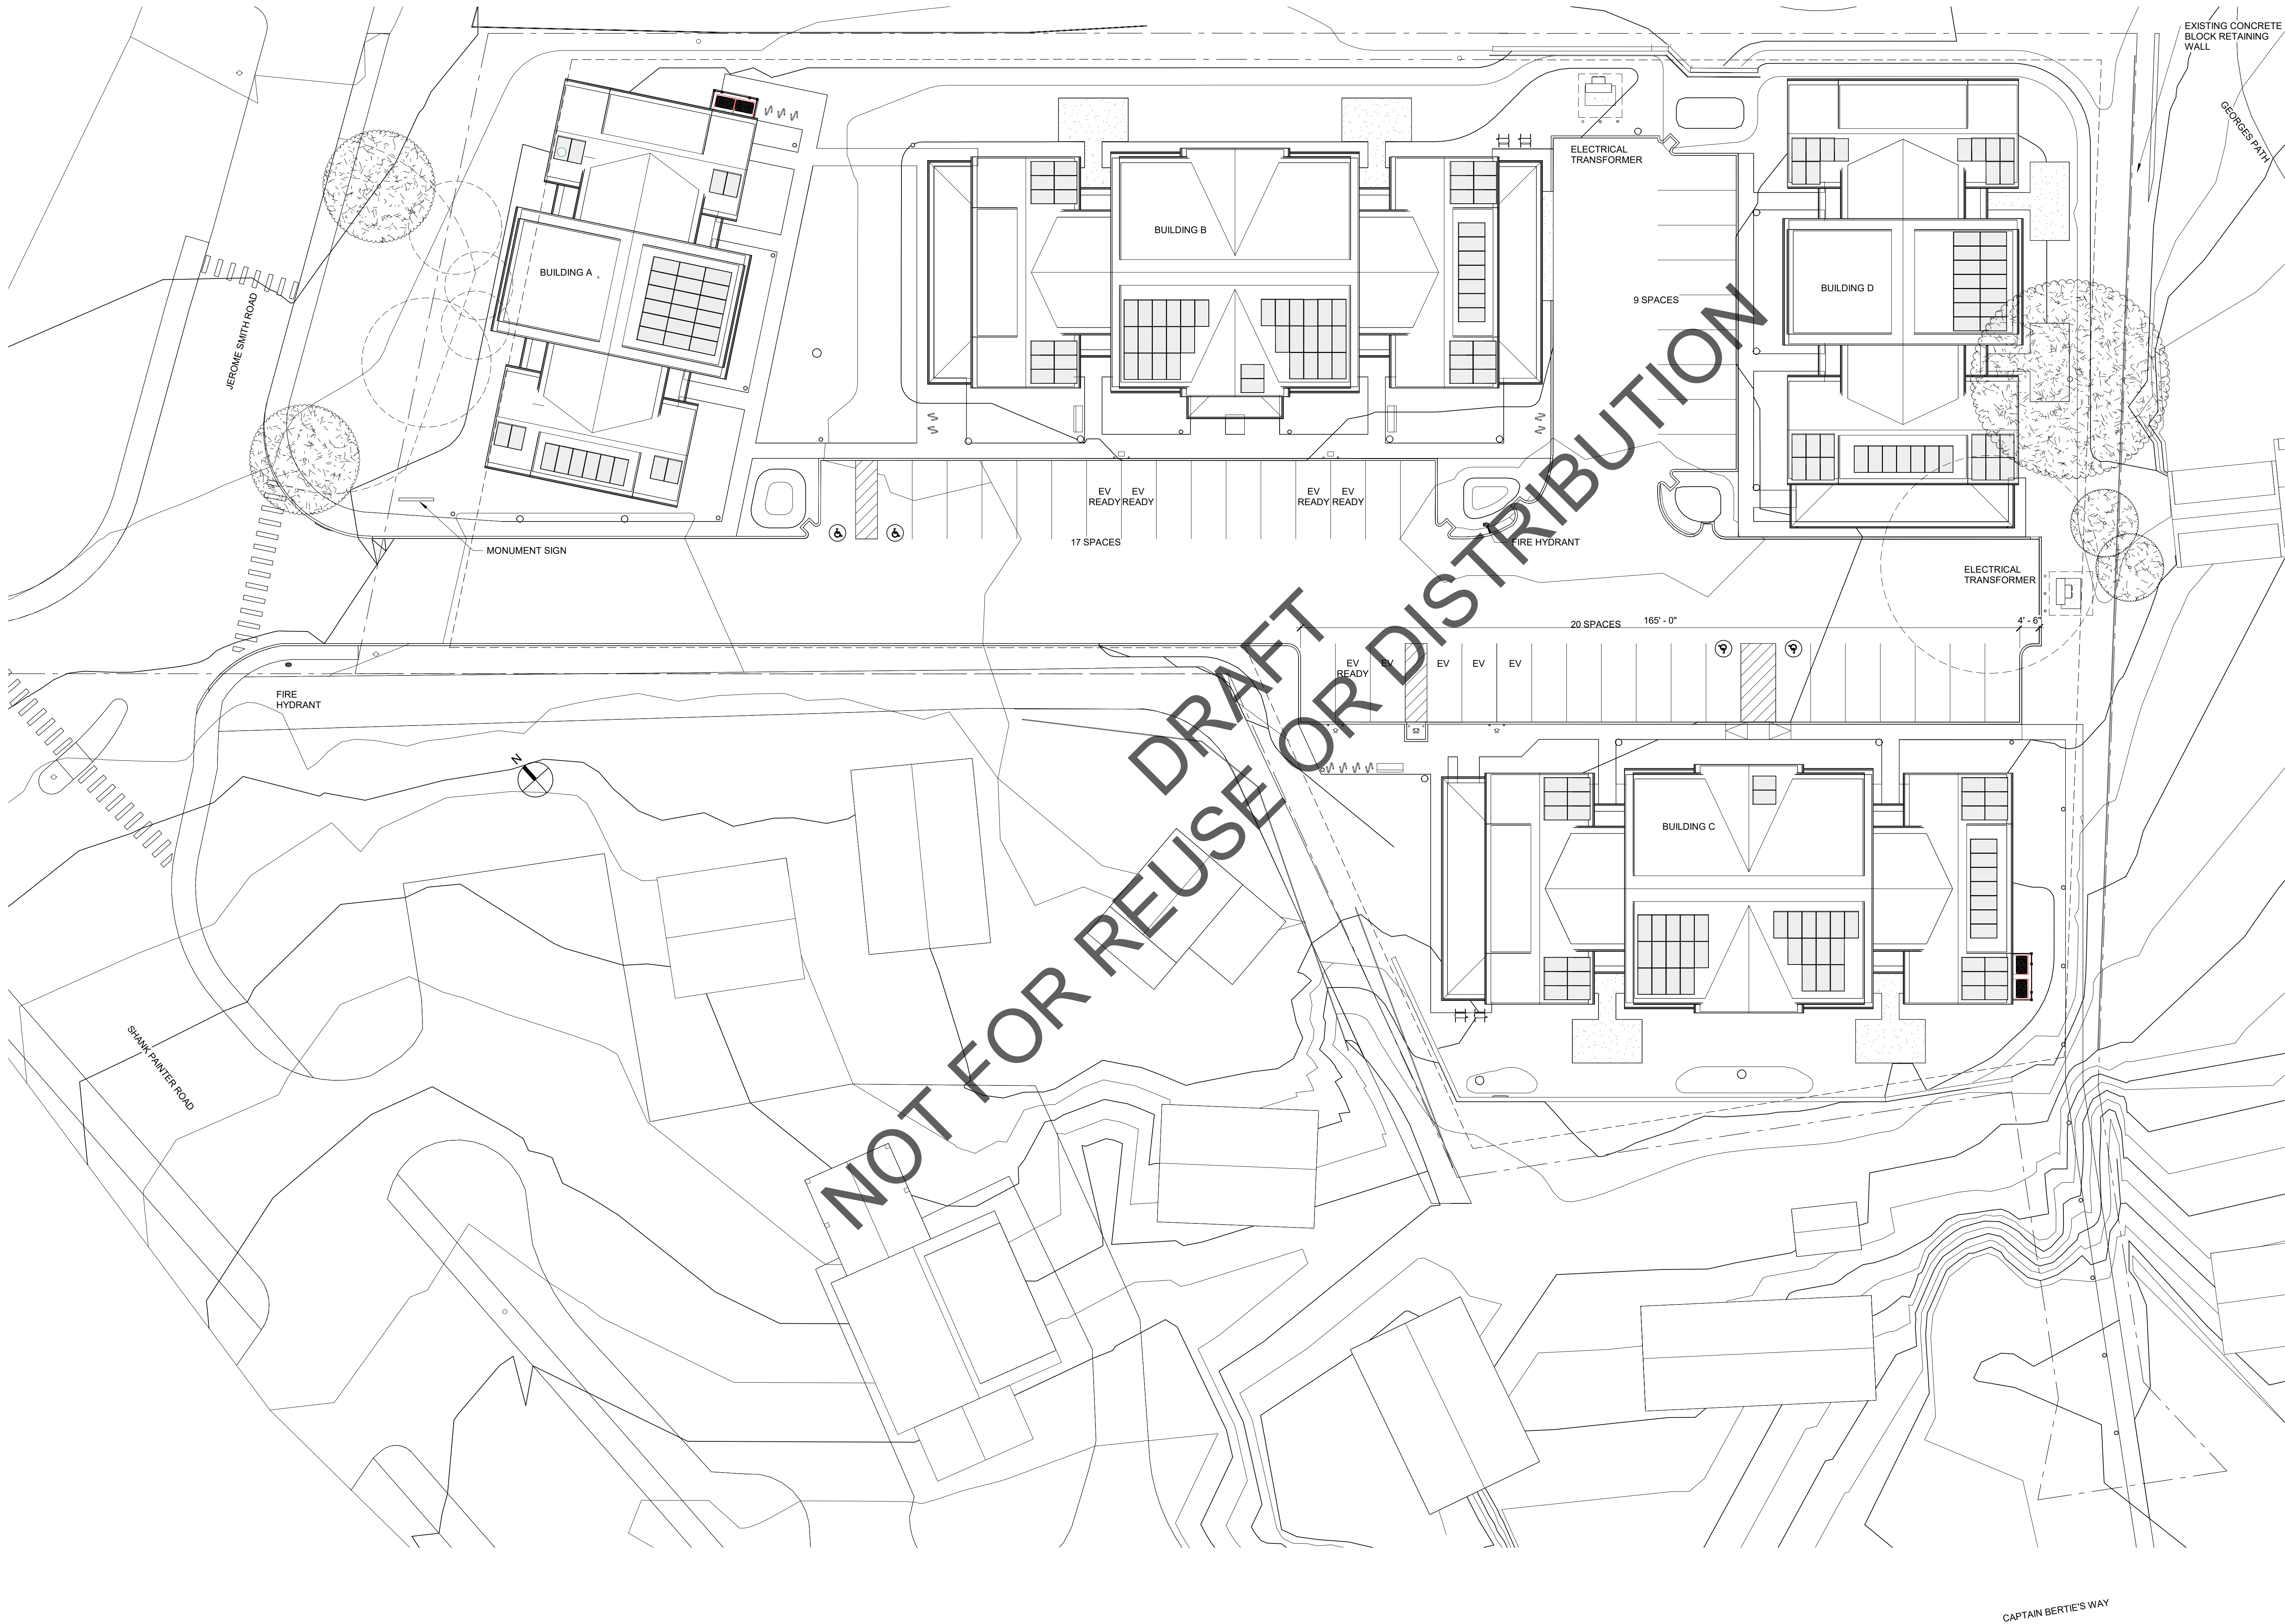 EXISTING CONCRETE
BLOCK RETAINING
WALL
GEORGES PATH
ELECTRICAL
TRANSFORMER
BUILDING B
BUILDING A
BUILDING D
JEROME SMITH ROAD
9 SPACES
EV
READY
EV
READY
EV
READY
EV
READY
17 SPACES
FIRE HYDRANT
MONUMENT SIGN
ELECTRICAL
TRANSFORMER
20 SPACES
165' - 0"
4' - 6"
EV
READY
EV
EV
EV
EV
FIRE
HYDRANT
N
BUILDING C
DRAFT
NOT FOR REUSE OR DISTRIBUTION
SHANK PAINTER ROAD
CAPTAIN BERTIE'S WAY